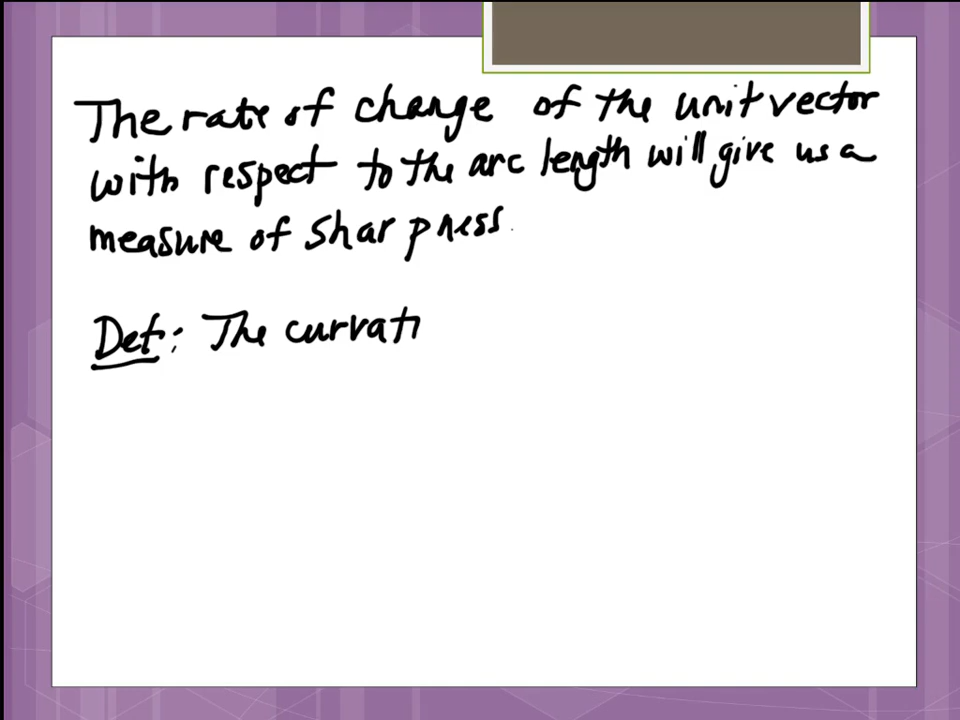 The rate of change of the unit vector
with respect to the arc length will give us a
measure of sharpness.
Def: The curvat